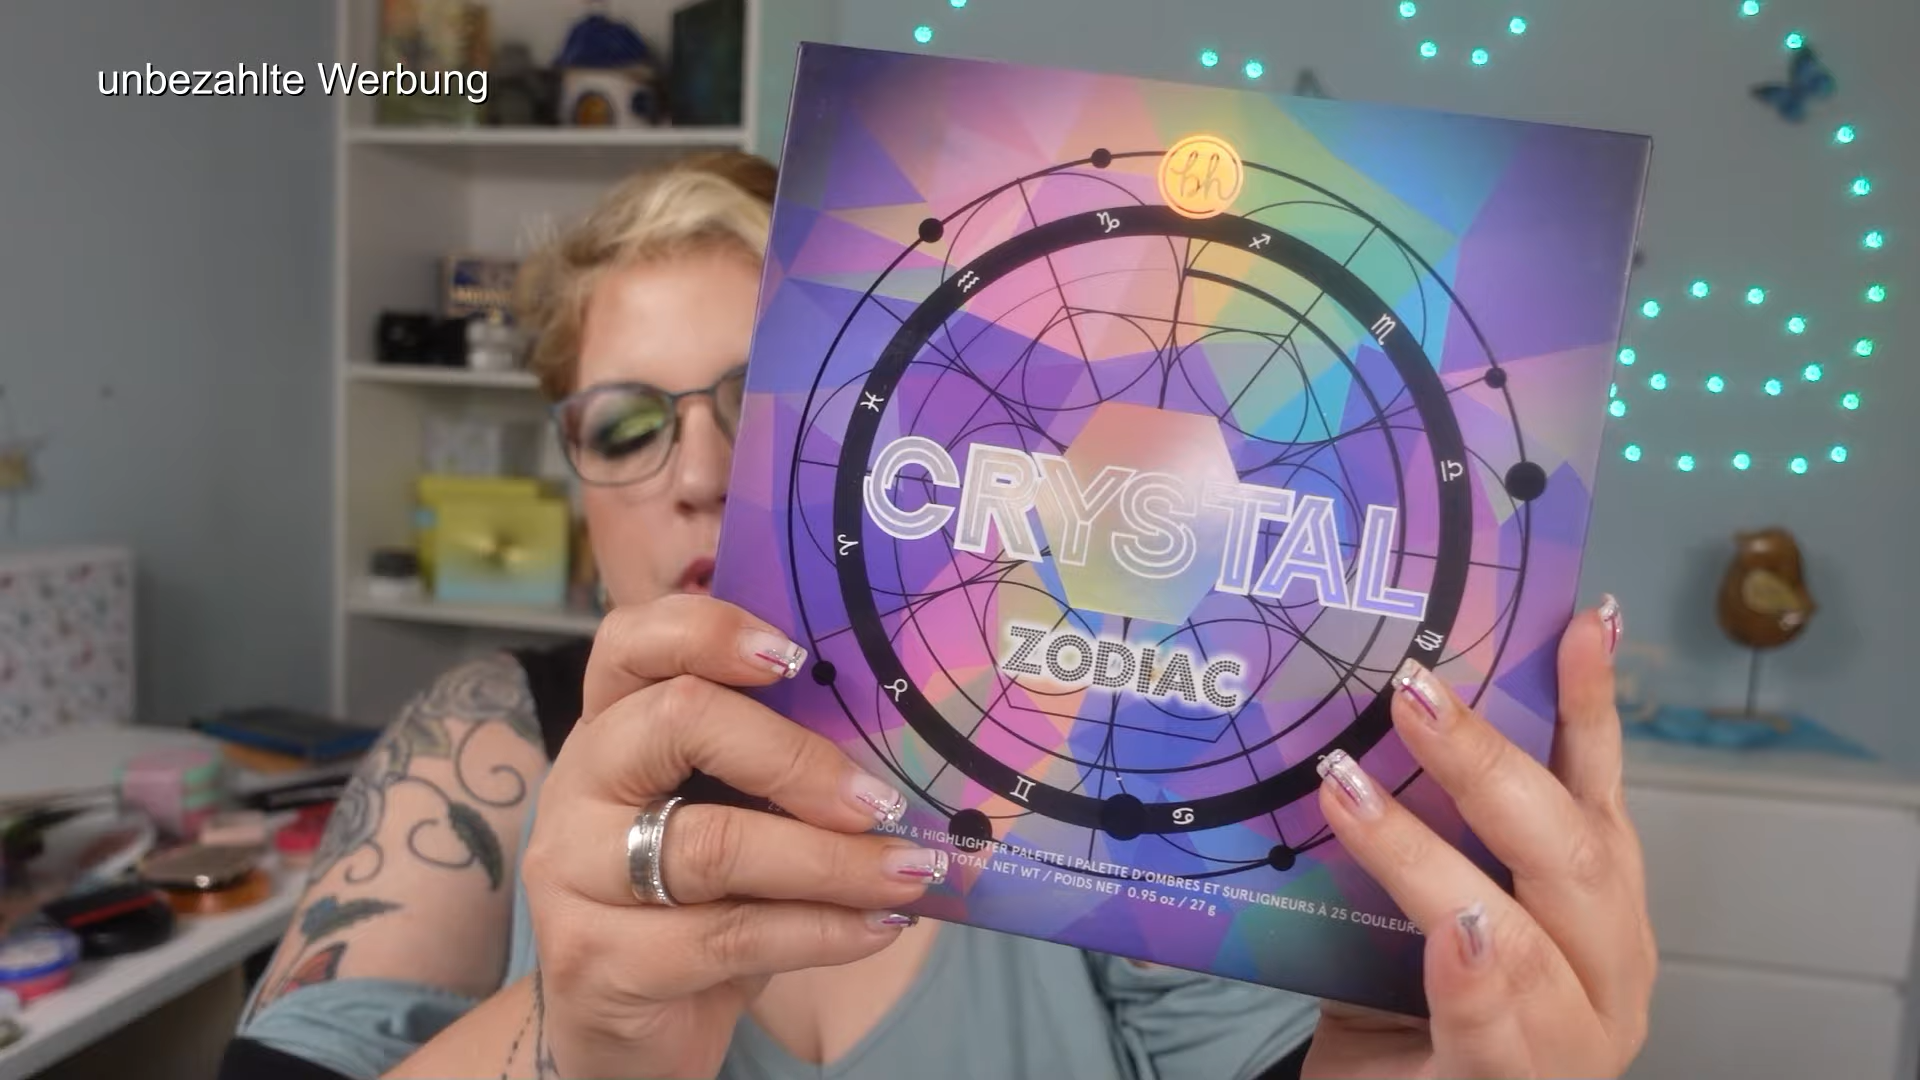 unbezahlte Werbung
bh
CRYSTAL
ZODIAC
& HIGHLIGHTER PALETTE | PALETTE D'OMBRES ET SURLIGNEURS À 25 COULEURS
TOTAL NET WT / POIDS NET 0.95 oz / 27 g